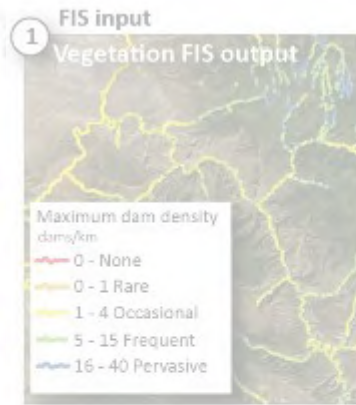 FIS input
1
Vegetation FIS output
Maximum dam density
dams/km
0 - None
0 - 1 Rare
1 - 4 Occasional
5 - 15 Frequent
16 - 40 Pervasive